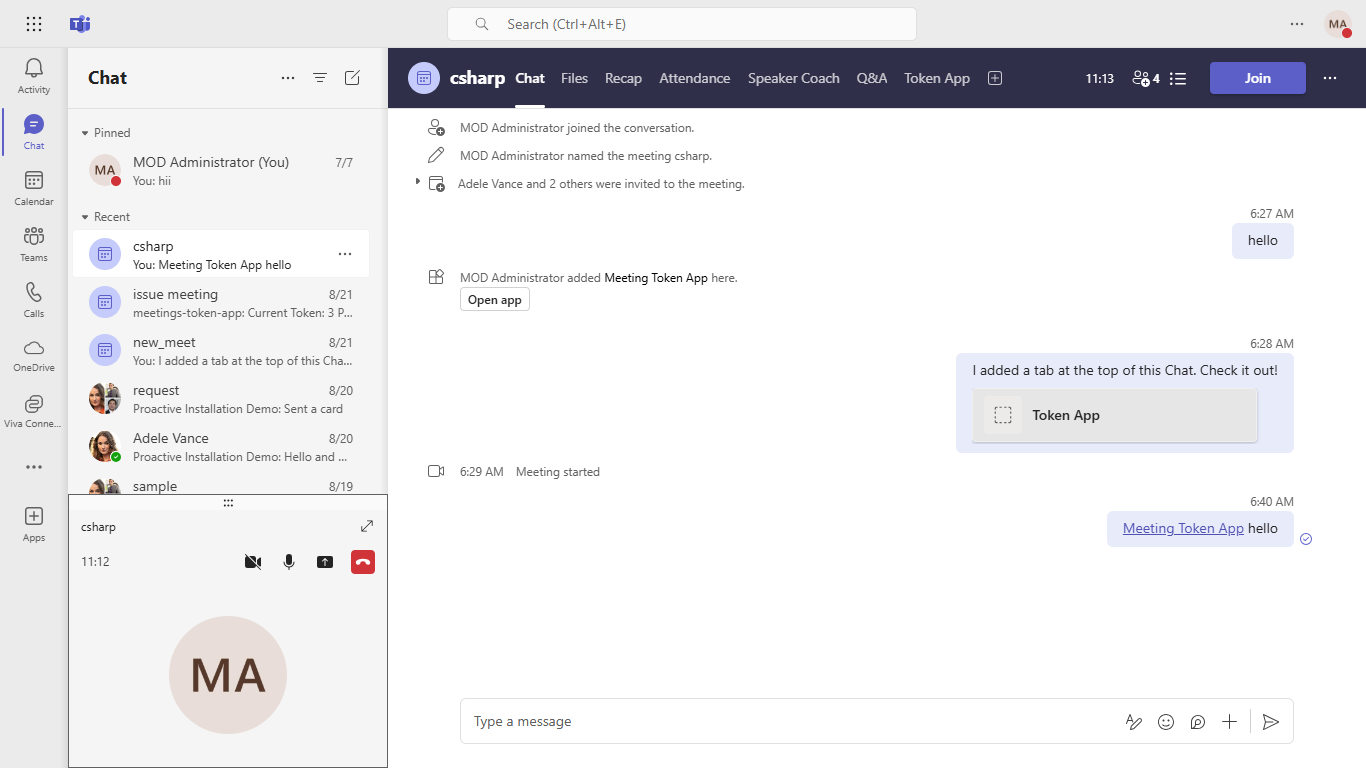 Search (Ctrl+Alt+E)
MA
Activity
Chat
Calendar
Teams
Calls
OneDrive
Viva Conne...
Apps
Chat
Pinned
MA
MOD Administrator (You) 7/7
You: hii
Recent
csharp
You: Meeting Token App hello
issue meeting 8/21
meetings-token-app: Current Token: 3 P...
new_meet 8/21
You: I added a tab at the top of this Cha...
request 8/20
Proactive Installation Demo: Sent a card
Adele Vance 8/20
Proactive Installation Demo: Hello and ...
sample 8/19
csharp
11:12
MA
csharp Chat Files Recap Attendance Speaker Coach Q&A Token App 11:13 4 Join
MOD Administrator joined the conversation.
MOD Administrator named the meeting csharp.
Adele Vance and 2 others were invited to the meeting.
6:27 AM
hello
MOD Administrator added Meeting Token App here.
Open app
6:28 AM
I added a tab at the top of this Chat. Check it out!
Token App
6:29 AM Meeting started
6:40 AM
Meeting Token App hello
Type a message